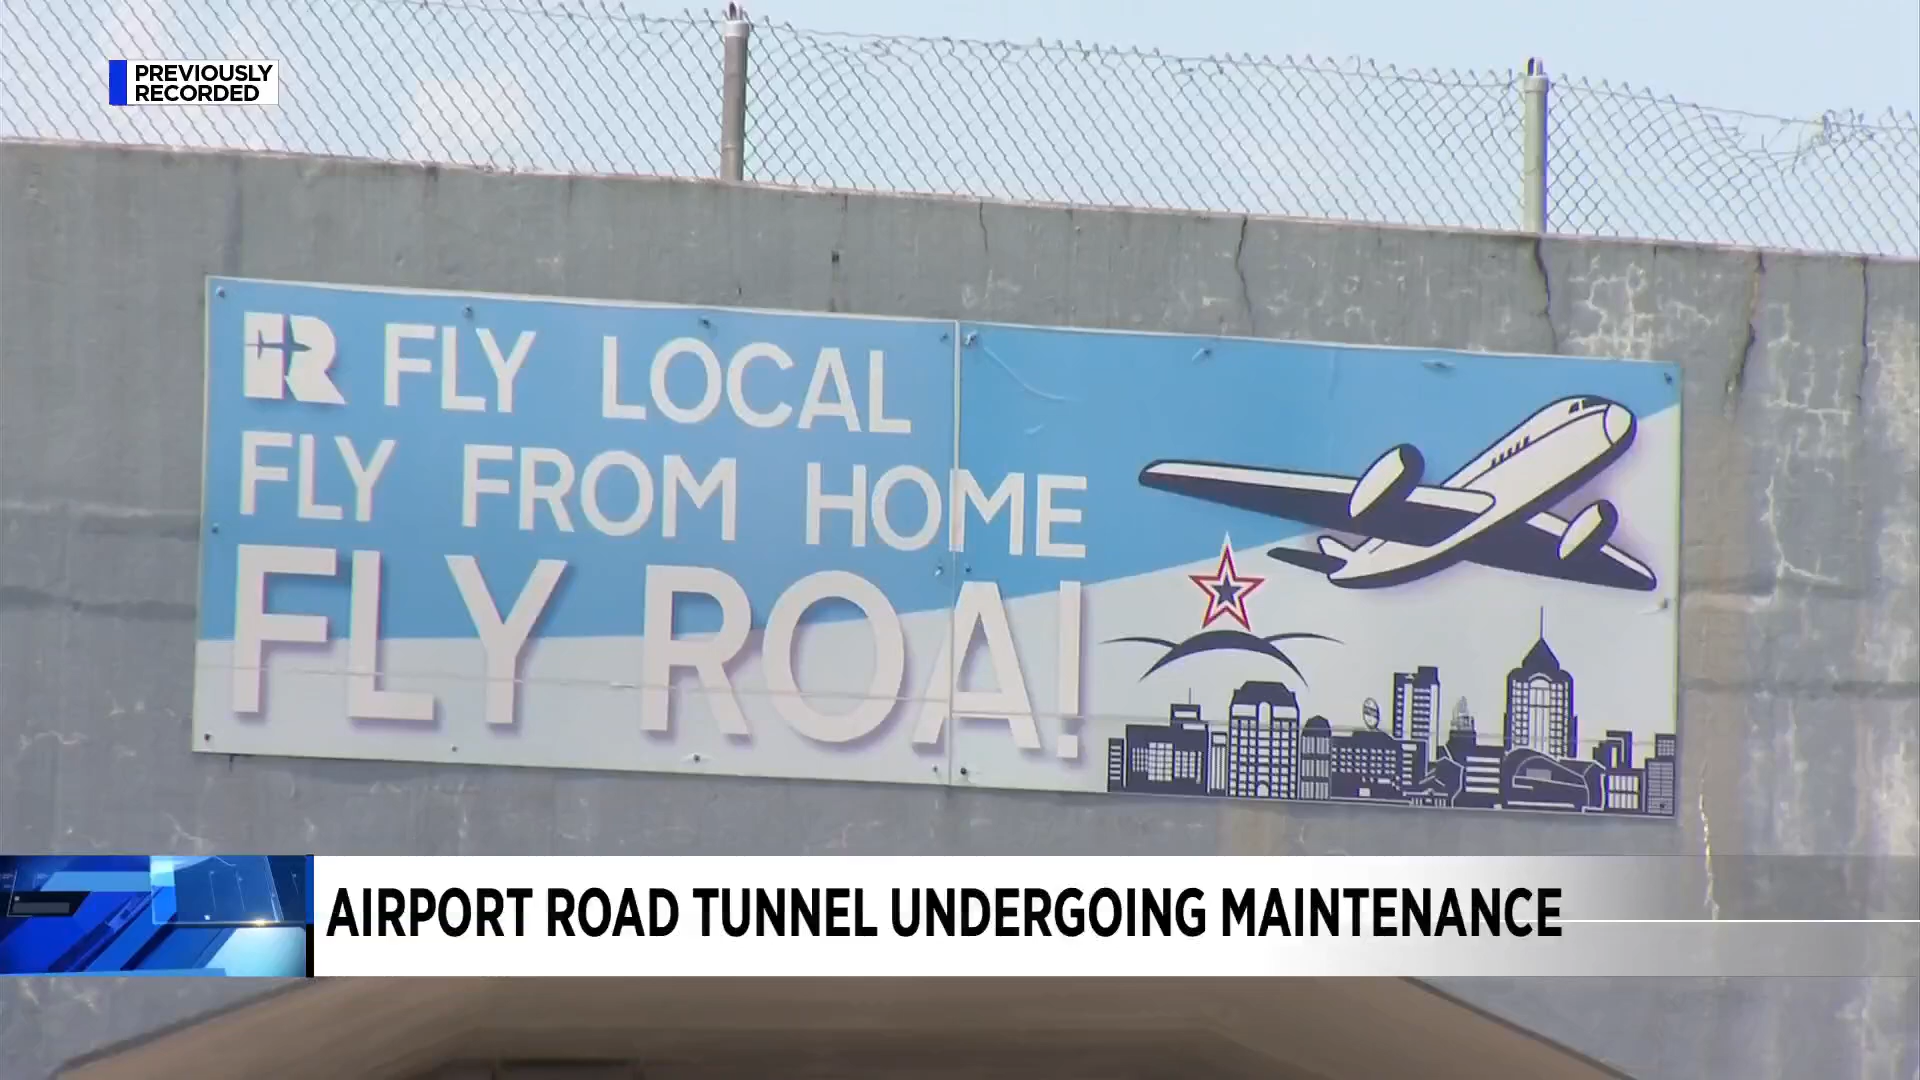 PREVIOUSLY
RECORDED
R FLY LOCAL
FLY FROM HOME
FLY ROA!
AIRPORT ROAD TUNNEL UNDERGOING MAINTENANCE